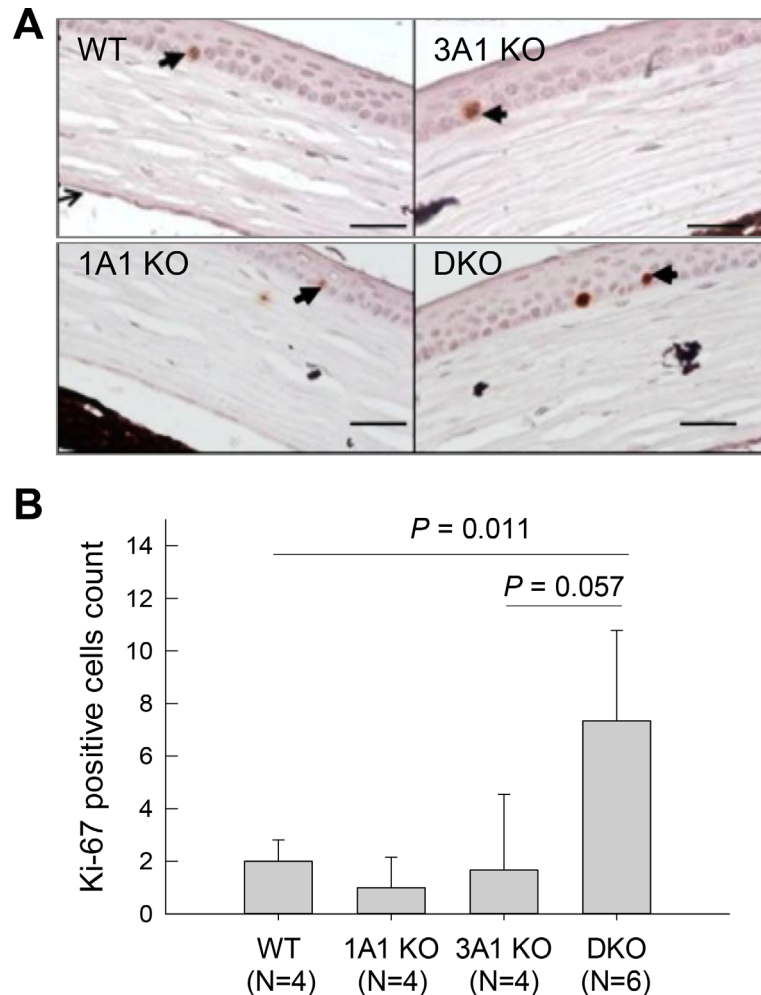 A
WT
3A1 KO
1A1 KO
DKO
B
P = 0.011
P = 0.057
Ki-67 positive cells count
14
12
10
8
6
4
2
0
WT
(N=4)
1A1 KO
(N=4)
3A1 KO
(N=4)
DKO
(N=6)